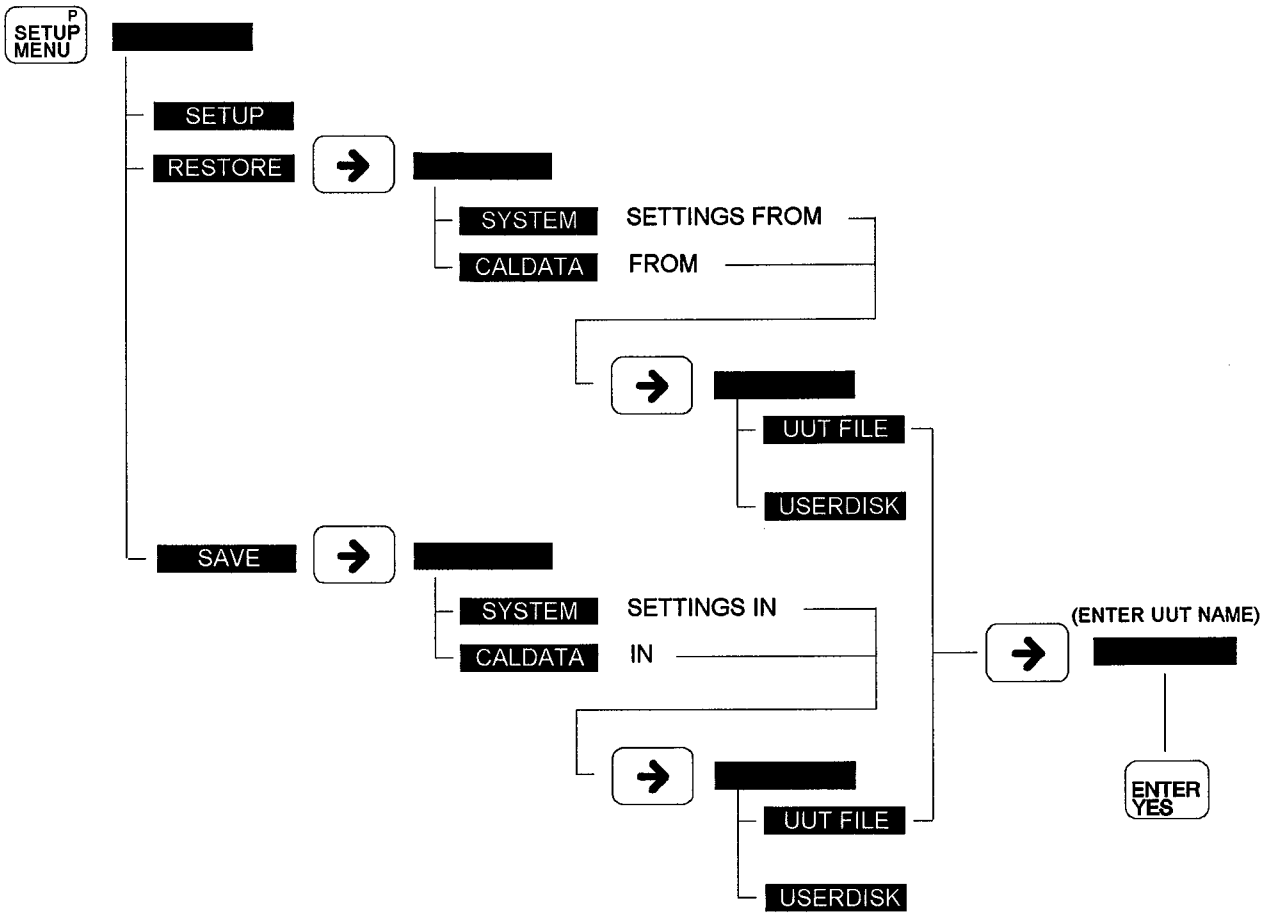 P
SETUP
MENU
SETUP
RESTORE
SYSTEM SETTINGS FROM
CALDATA FROM
UUT FILE
USERDISK
SAVE
SYSTEM SETTINGS IN
CALDATA IN
(ENTER UUT NAME)
UUT FILE
USERDISK
ENTER
YES